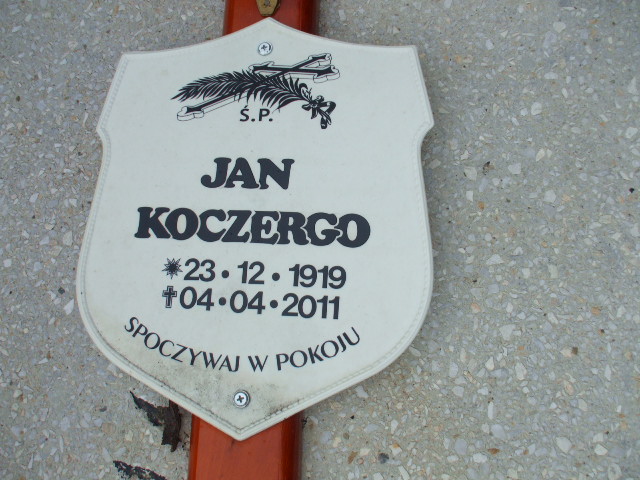 Ś.P.
JAN
KOCZERGO
23·12·1919
04·04·2011
SPOCZYWAJ W POKOJU